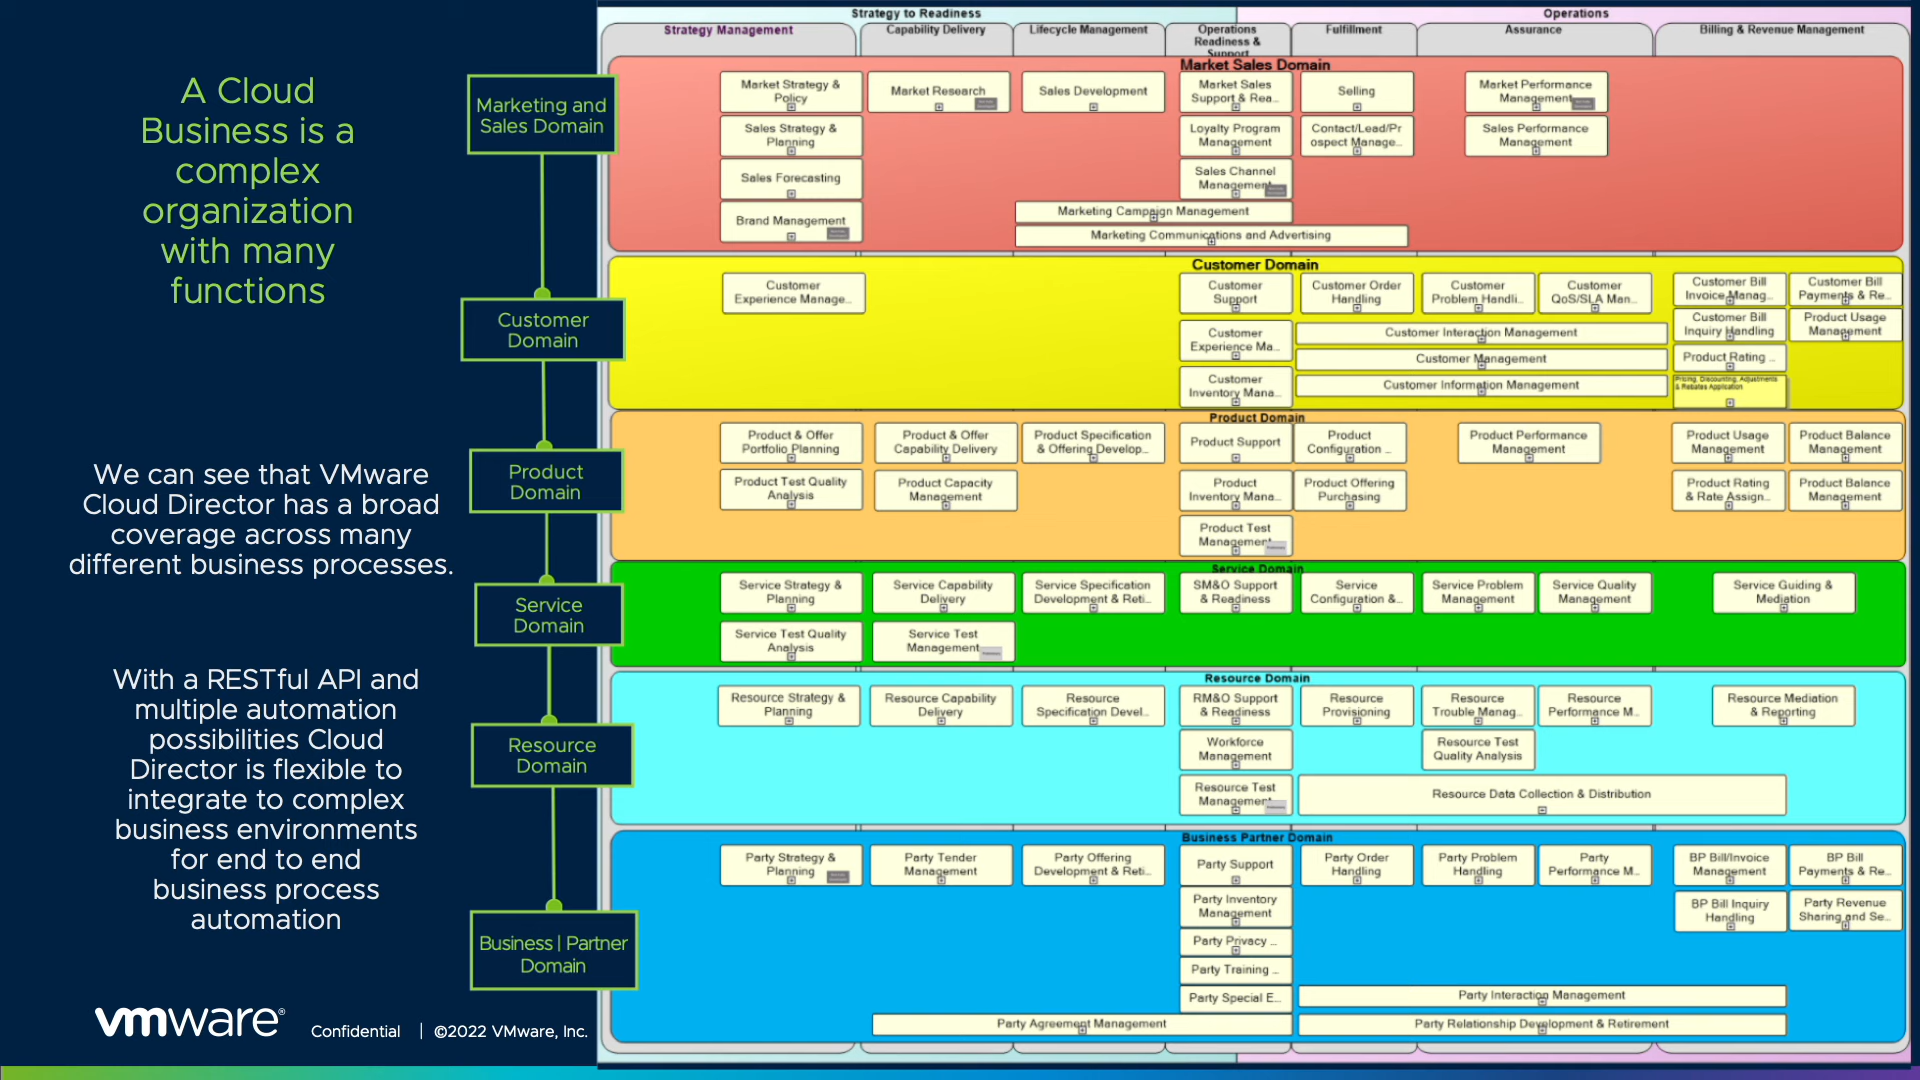 A Cloud
Business is a
complex
organization
with many
functions
We can see that VMware
Cloud Director has a broad
coverage across many
different business processes.
With a RESTful API and
multiple automation
possibilities Cloud
Director is flexible to
integrate to complex
business environments
for end to end
business process
automation
vmware®
Confidential | ©2022 VMware, Inc.
Marketing and
Sales Domain
Customer
Domain
Product
Domain
Service
Domain
Resource
Domain
Business | Partner
Domain
Strategy to Readiness
Operations
Strategy Management
Capability Delivery
Lifecycle Management
Operations
Readiness &
Support
Fulfillment
Assurance
Billing & Revenue Management
Market Sales Domain
Market Strategy &
Policy
Market Research
Sales Development
Market Sales
Support & Rea...
Selling
Market Performance
Management
Sales Strategy &
Planning
Loyalty Program
Management
Contact/Lead/Pr
ospect Manage...
Sales Performance
Management
Sales Forecasting
Sales Channel
Management
Brand Management
Marketing Campaign Management
Marketing Communications and Advertising
Customer Domain
Customer
Experience Manage...
Customer
Support
Customer Order
Handling
Customer
Problem Handli...
Customer
QoS/SLA Man...
Customer Bill
Invoice Manag...
Customer Bill
Payments & Re...
Customer
Experience Ma...
Customer Interaction Management
Customer Bill
Inquiry Handling
Product Usage
Management
Customer Management
Product Rating ...
Customer
Inventory Mana...
Customer Information Management
Pricing, Discounting, Adjustments
& Rebates Application
Product Domain
Product & Offer
Portfolio Planning
Product & Offer
Capability Delivery
Product Specification
& Offering Develop...
Product Support
Product
Configuration ...
Product Performance
Management
Product Usage
Management
Product Balance
Management
Product Test Quality
Analysis
Product Capacity
Management
Product
Inventory Mana...
Product Offering
Purchasing
Product Rating
& Rate Assign...
Product Balance
Management
Product Test
Management
Service Domain
Service Strategy &
Planning
Service Capability
Delivery
Service Specification
Development & Reti...
SM&O Support
& Readiness
Service
Configuration &...
Service Problem
Management
Service Quality
Management
Service Guiding &
Mediation
Service Test Quality
Analysis
Service Test
Management
Resource Domain
Resource Strategy &
Planning
Resource Capability
Delivery
Resource
Specification Devel...
RM&O Support
& Readiness
Resource
Provisioning
Resource
Trouble Manag...
Resource
Performance M...
Resource Mediation
& Reporting
Workforce
Management
Resource Test
Quality Analysis
Resource Test
Management
Resource Data Collection & Distribution
Business Partner Domain
Party Strategy &
Planning
Party Tender
Management
Party Offering
Development & Reti...
Party Support
Party Order
Handling
Party Problem
Handling
Party
Performance M...
BP Bill/Invoice
Management
BP Bill
Payments & Re...
Party Inventory
Management
BP Bill Inquiry
Handling
Party Revenue
Sharing and Se...
Party Privacy ...
Party Training ...
Party Special E...
Party Interaction Management
Party Agreement Management
Party Relationship Development & Retirement